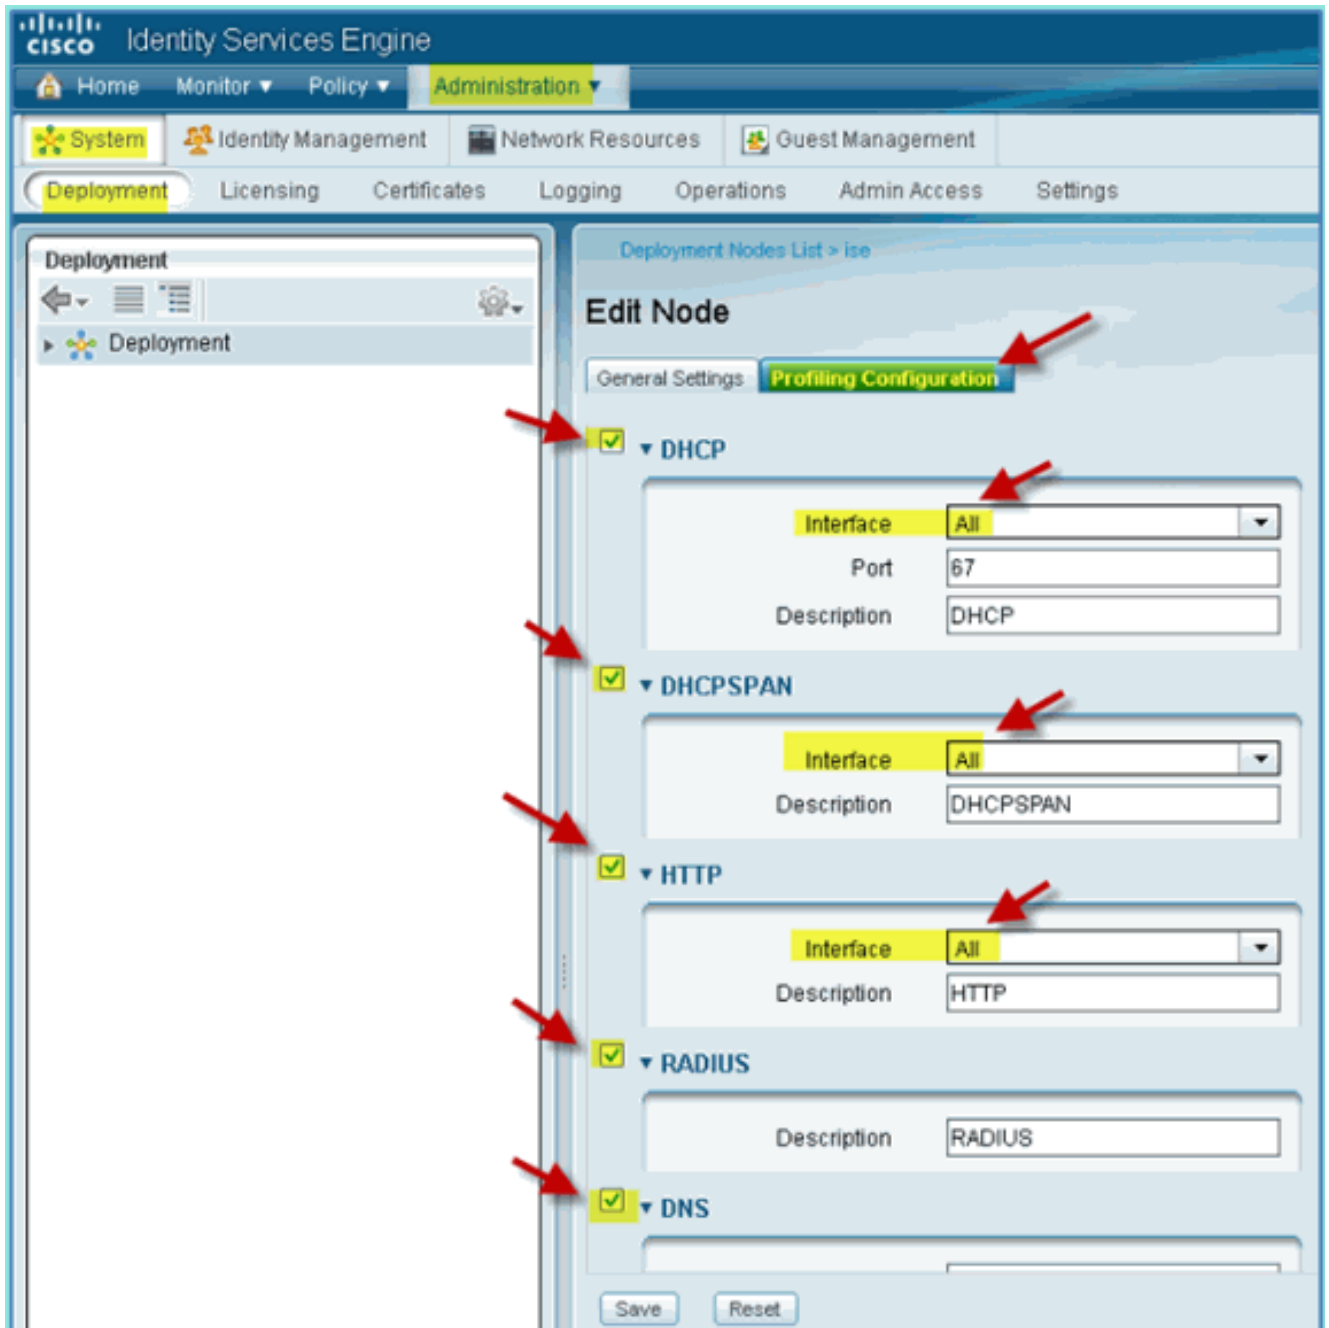 CISCO Identity Services Engine
Home Monitor Policy Administration
System Identity Management Network Resources Guest Management
Deployment Licensing Certificates Logging Operations Admin Access Settings
Deployment
Deployment
Deployment Nodes List > ise
Edit Node
General Settings Profiling Configuration
DHCP
Interface All
Port 67
Description DHCP
DHCPSPAN
Interface All
Description DHCPSPAN
HTTP
Interface All
Description HTTP
RADIUS
Description RADIUS
DNS
Save Reset